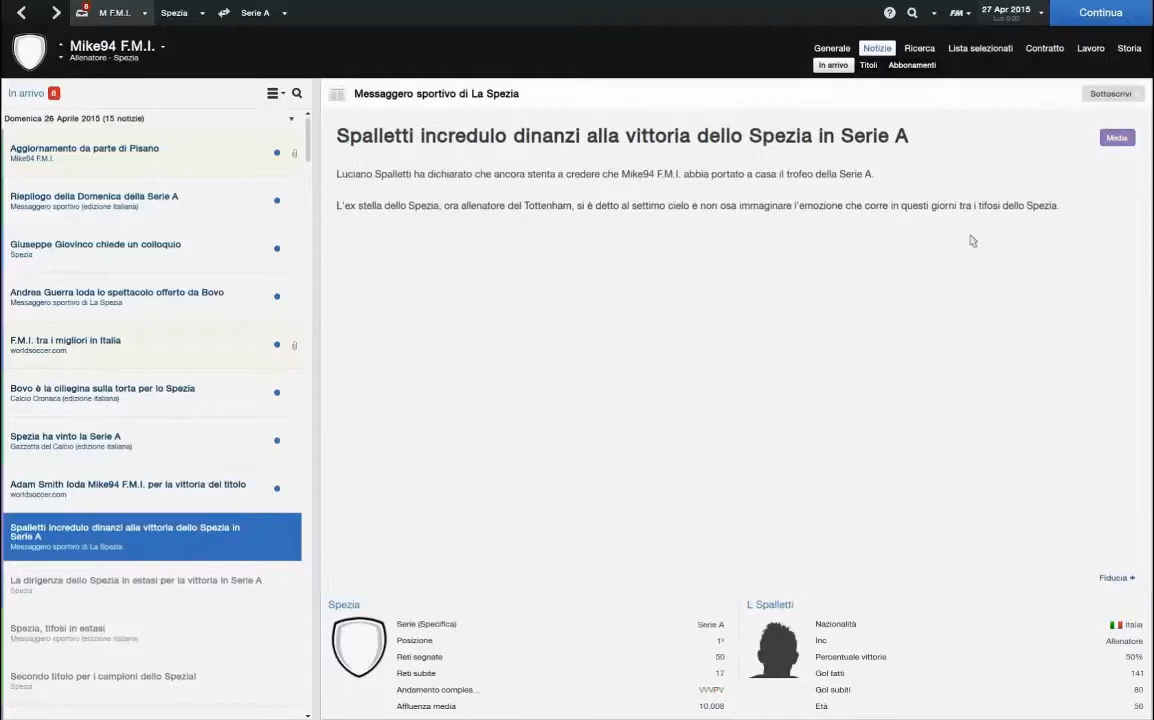 8
M F.M.I.
Spezia
Serie A
FM
27 Apr 2015
Lun 0:00
Continua
Mike94 F.M.I.
Allenatore - Spezia
Generale
Notizie
Ricerca
Lista selezionati
Contratto
Lavoro
Storia
In arrivo
Titoli
Abbonamenti
In arrivo 8
Messaggero sportivo di La Spezia
Sottoscrivi
Domenica 26 Aprile 2015 (15 notizie)
Aggiornamento da parte di Pisano
Mike94 F.M.I.
Riepilogo della Domenica della Serie A
Messaggero sportivo (edizione italiana)
Giuseppe Giovinco chiede un colloquio
Spezia
Andrea Guerra loda lo spettacolo offerto da Bovo
Messaggero sportivo di La Spezia
F.M.I. tra i migliori in Italia
worldsoccer.com
Bovo è la ciliegina sulla torta per lo Spezia
Calcio Cronaca (edizione italiana)
Spezia ha vinto la Serie A
Gazzetta del Calcio (edizione italiana)
Adam Smith loda Mike94 F.M.I. per la vittoria del titolo
worldsoccer.com
Spalletti incredulo dinanzi alla vittoria dello Spezia in
Serie A
Messaggero sportivo di La Spezia
La dirigenza dello Spezia in estasi per la vittoria in Serie A
Spezia
Spezia, tifosi in estasi
Messaggero sportivo (edizione italiana)
Secondo titolo per i campioni dello Spezia!
Spezia
Spalletti incredulo dinanzi alla vittoria dello Spezia in Serie A
Media
Luciano Spalletti ha dichiarato che ancora stenta a credere che Mike94 F.M.I. abbia portato a casa il trofeo della Serie A.
L'ex stella dello Spezia, ora allenatore del Tottenham, si è detto al settimo cielo e non osa immaginare l'emozione che corre in questi giorni tra i tifosi dello Spezia.
Fiducia
Spezia
Serie (Specifica) Serie A
Posizione 1º
Reti segnate 50
Reti subite 17
Andamento comples... VVVPV
Affluenza media 10.008
L Spalletti
Nazionalità Italia
Inc Allenatore
Percentuale vittorie 50%
Gol fatti 141
Gol subiti 80
Età 56